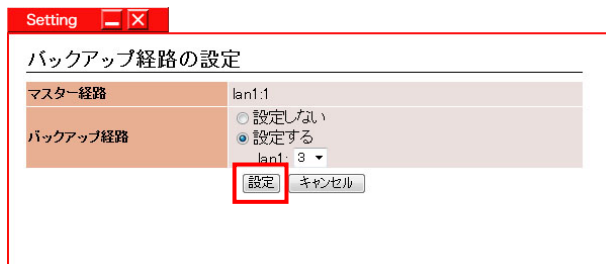 Setting
バックアップ経路の設定
マスター経路 lan1:1
バックアップ経路
設定しない
設定する
lan1: 3
設定 キャンセル